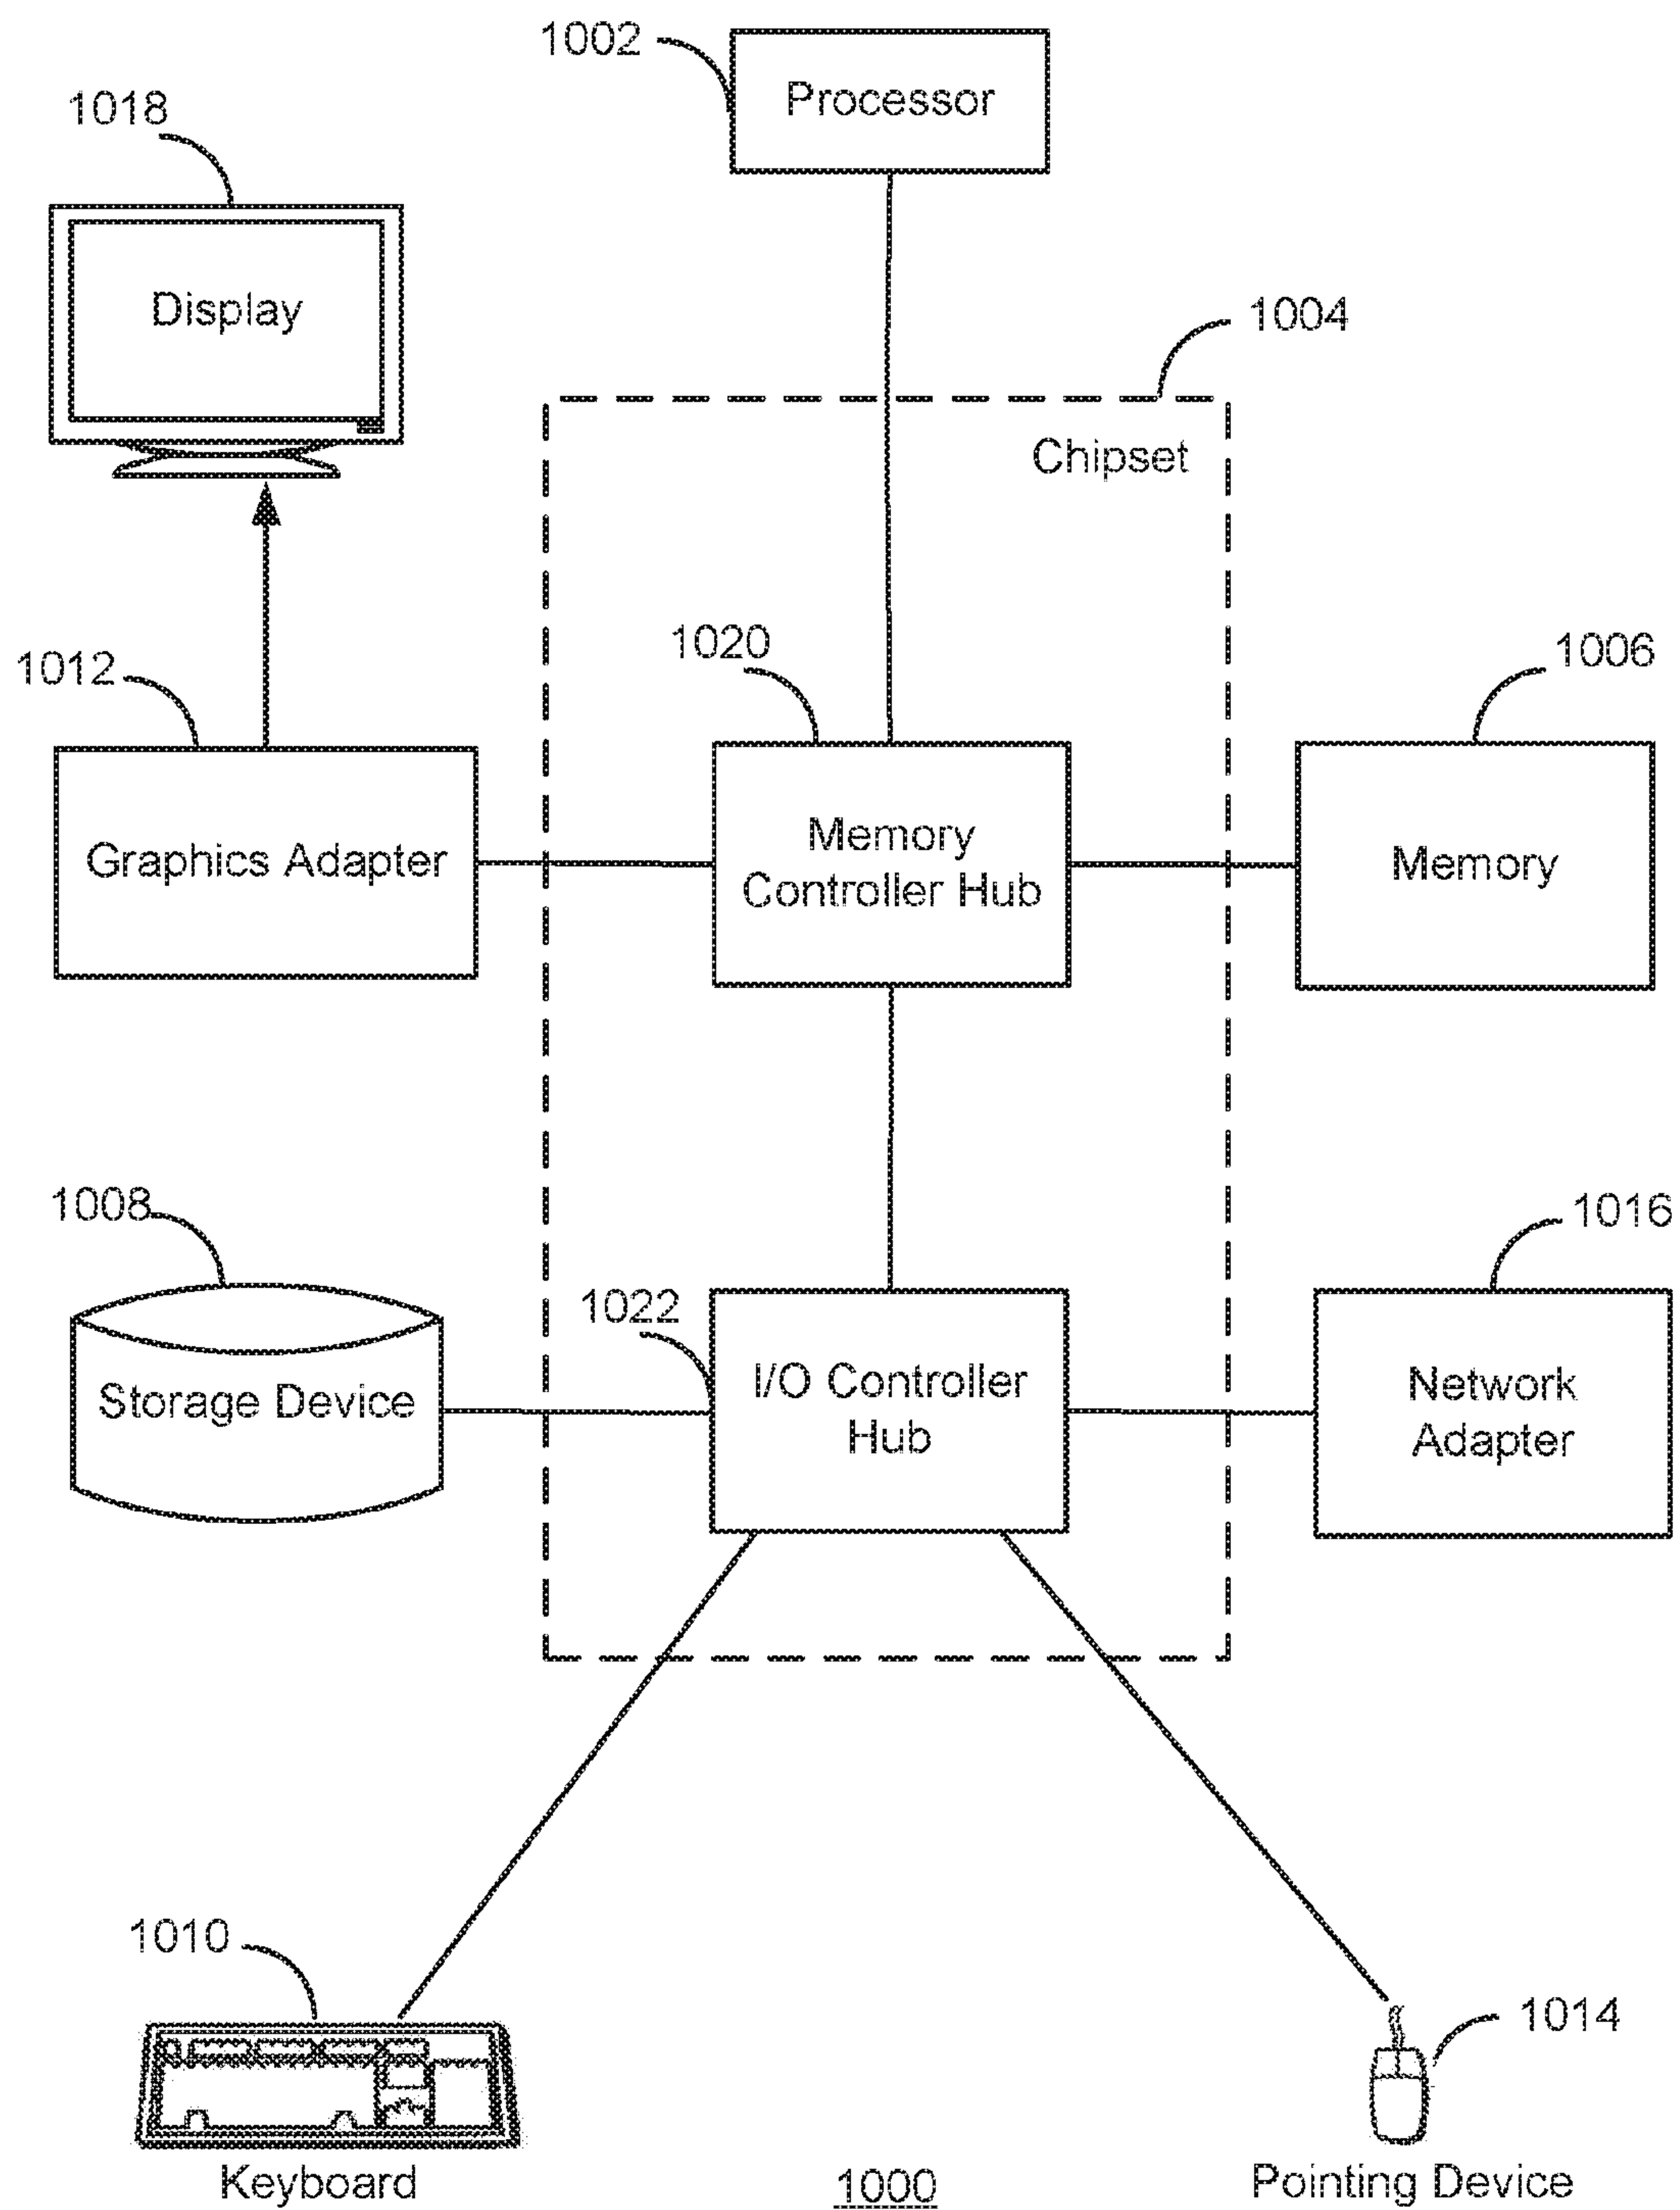 1002
Processor
1018
Display
1004
Chipset
1020
1006
1012
Memory
Controller Hub
Graphics Adapter
Memory
1008
1016
1022
I/O Controller
Hub
Storage Device
Network
Adapter
1010
1014
Keyboard
1000
Pointing Device